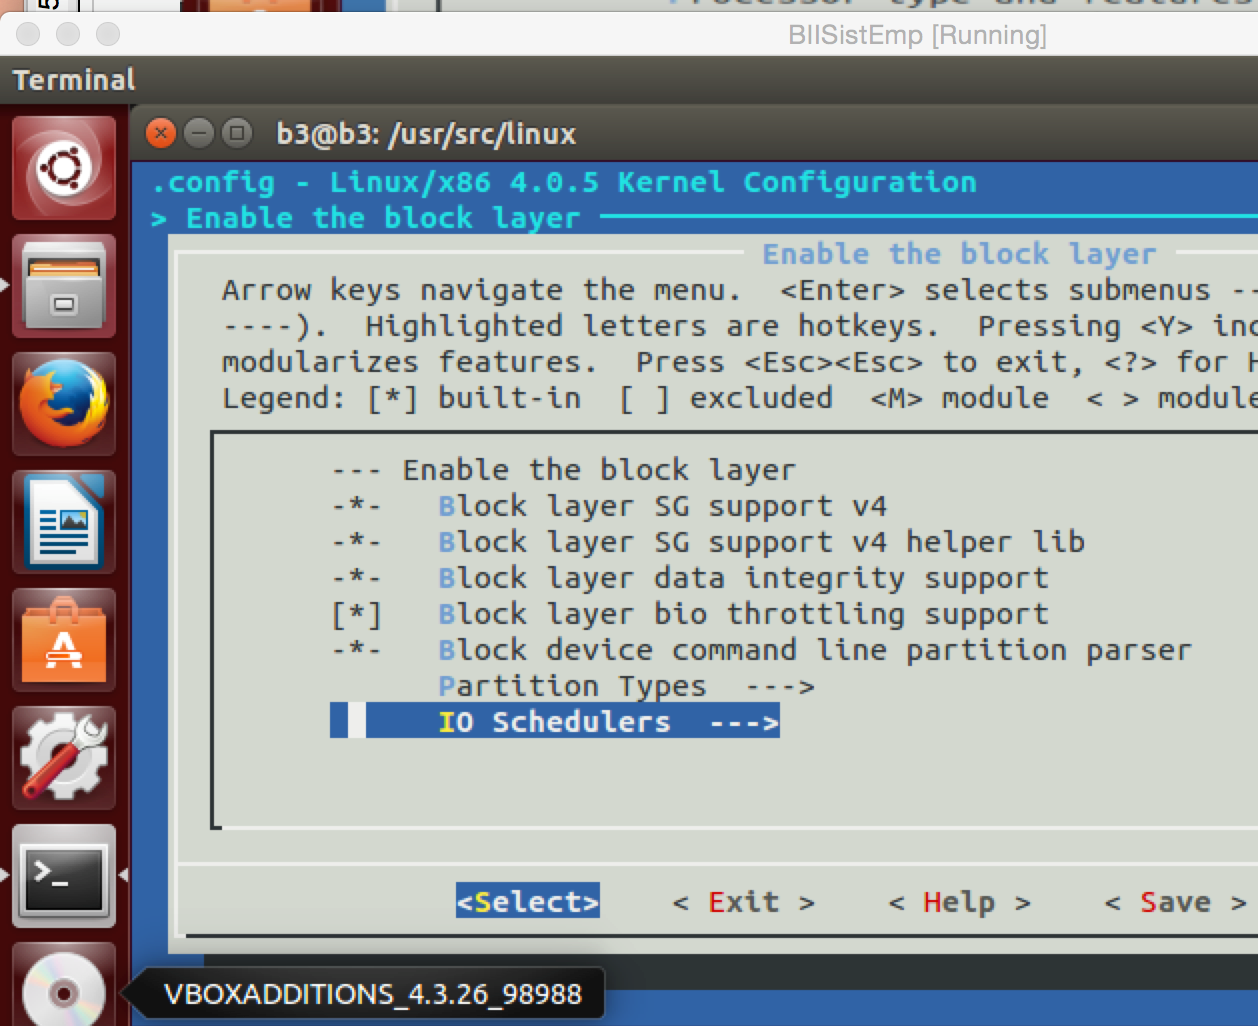 BIISistEmp [Running]
Terminal
b3@b3: /usr/src/linux
.config - Linux/x86 4.0.5 Kernel Configuration
> Enable the block layer
Enable the block layer
Arrow keys navigate the menu.  <Enter> selects submenus --
----).  Highlighted letters are hotkeys.  Pressing <Y> inc
modularizes features.  Press <Esc><Esc> to exit, <?> for H
Legend: [*] built-in  [ ] excluded  <M> module  < > module
--- Enable the block layer
-*-   Block layer SG support v4
-*-   Block layer SG support v4 helper lib
-*-   Block layer data integrity support
[*]   Block layer bio throttling support
-*-   Block device command line partition parser
Partition Types  --->
IO Schedulers  --->
<Select>    < Exit >    < Help >    < Save >
VBOXADDITIONS_4.3.26_98988